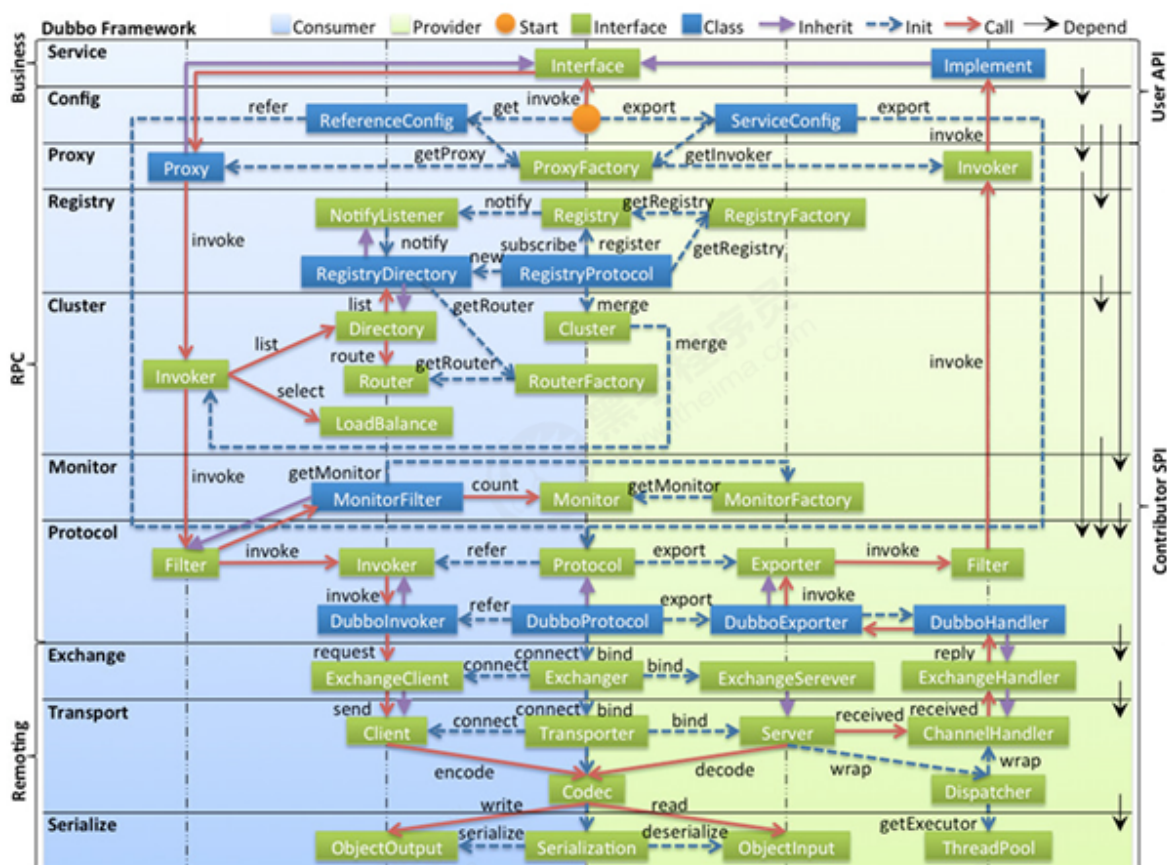 Dubbo Framework Consumer Provider Start Interface Class Inherit Init Call Depend
Business
Service
Interface
Implement
User API
Config
refer
ReferenceConfig
get
invoke
export
ServiceConfig
export
invoke
Proxy
Proxy
getProxy
ProxyFactory
getInvoker
Invoker
Registry
NotifyListener
notify
Registry
getRegistry
RegistryFactory
invoke
notify
subscribe
register
getRegistry
RegistryDirectory
new
RegistryProtocol
RPC
Cluster
list
getRouter
merge
Directory
Cluster
list
merge
route
getRouter
invoke
Invoker
Router
RouterFactory
select
LoadBalance
Monitor
getMonitor
invoke
MonitorFilter
count
Monitor
getMonitor
MonitorFactory
Contributor SPI
Protocol
Filter
invoke
Invoker
refer
Protocol
export
Exporter
invoke
Filter
invoke
refer
export
invoke
DubboInvoker
DubboProtocol
DubboExporter
DubboHandler
Remoting
Exchange
request
connect
bind
reply
ExchangeClient
connect
Exchanger
bind
ExchangeSerever
ExchangeHandler
Transport
send
connect
bind
received
received
Client
connect
Transporter
bind
Server
ChannelHandler
encode
decode
wrap
wrap
Codec
Dispatcher
write
read
getExecutor
Serialize
ObjectOutput
serialize
Serialization
deserialize
ObjectInput
ThreadPool